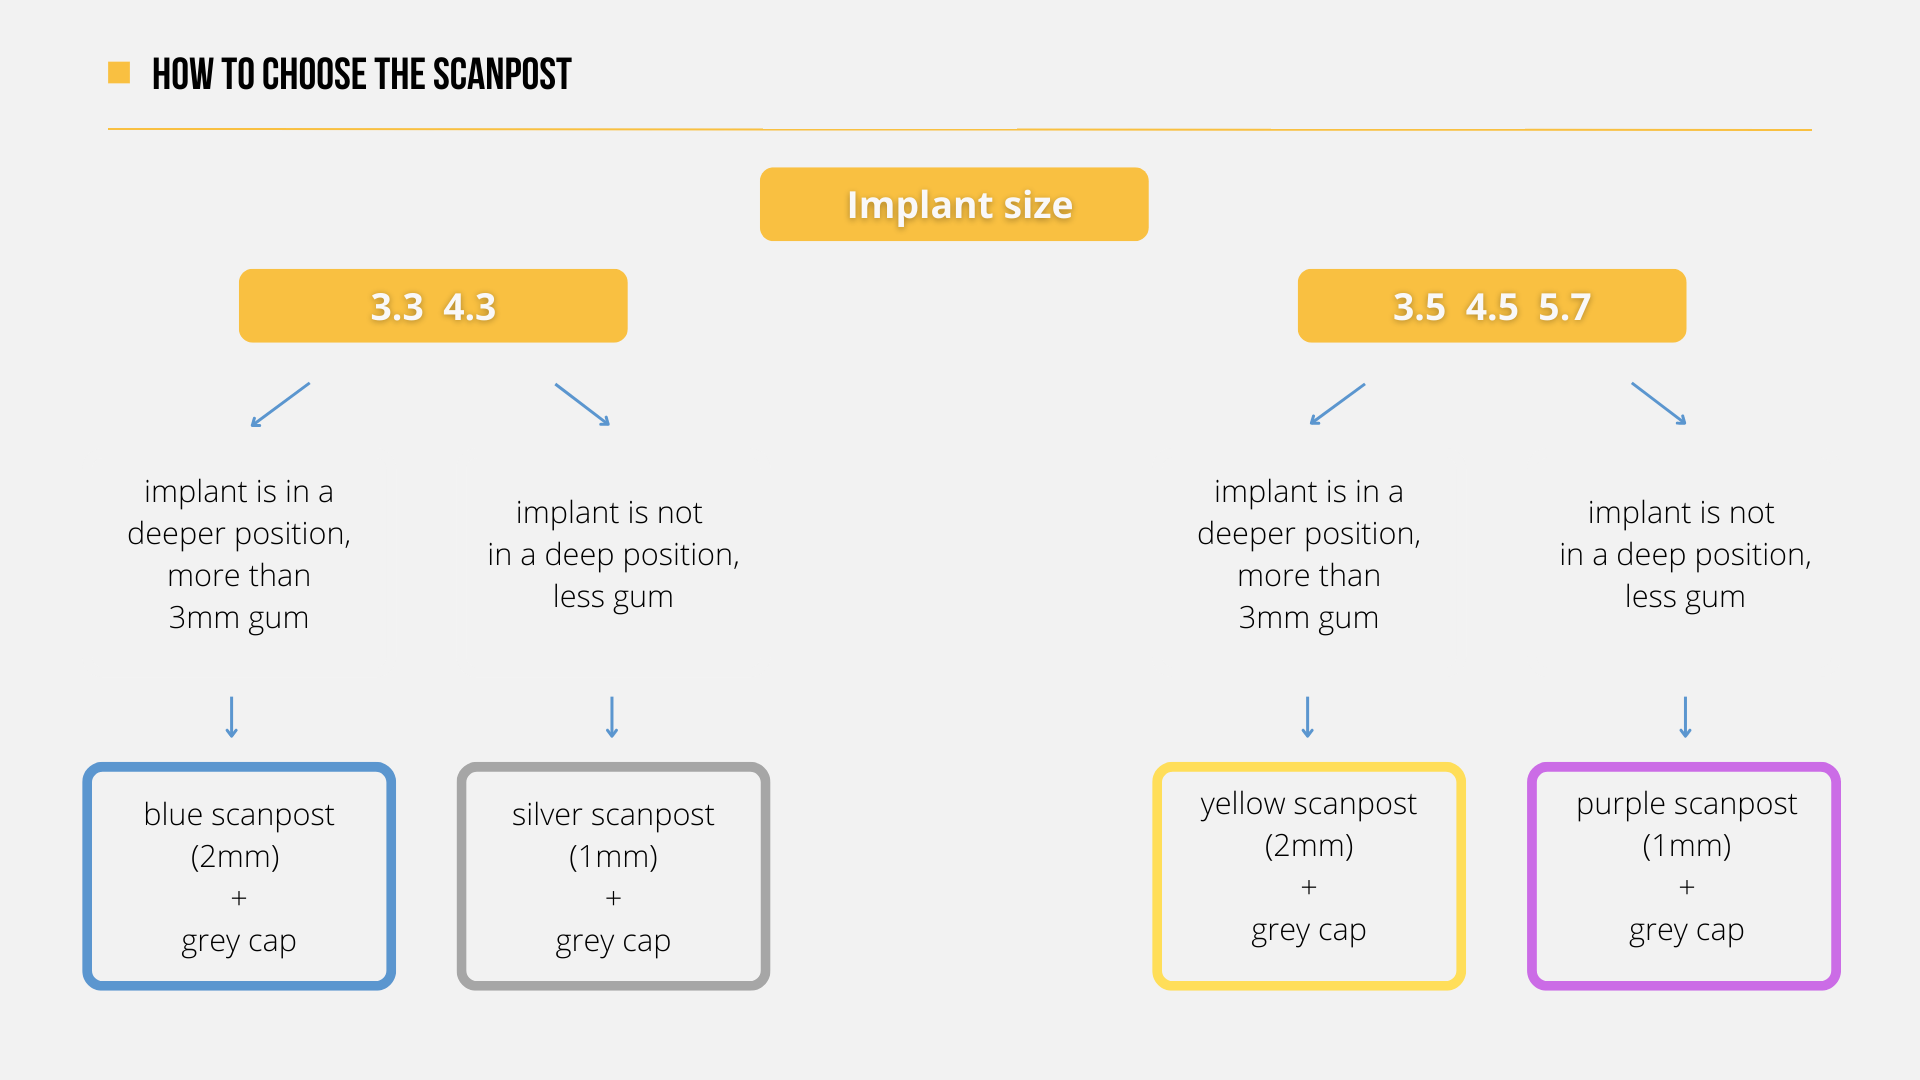 HOW TO CHOOSE THE SCANPOST
Implant size
3.3 4.3
implant is in a
deeper position,
more than
3mm gum
blue scanpost
(2mm)
+
grey cap
implant is not
in a deep position,
less gum
silver scanpost
(1mm)
+
grey cap
3.5 4.5 5.7
implant is in a
deeper position,
more than
3mm gum
yellow scanpost
(2mm)
+
grey cap
implant is not
in a deep position,
less gum
purple scanpost
(1mm)
+
grey cap